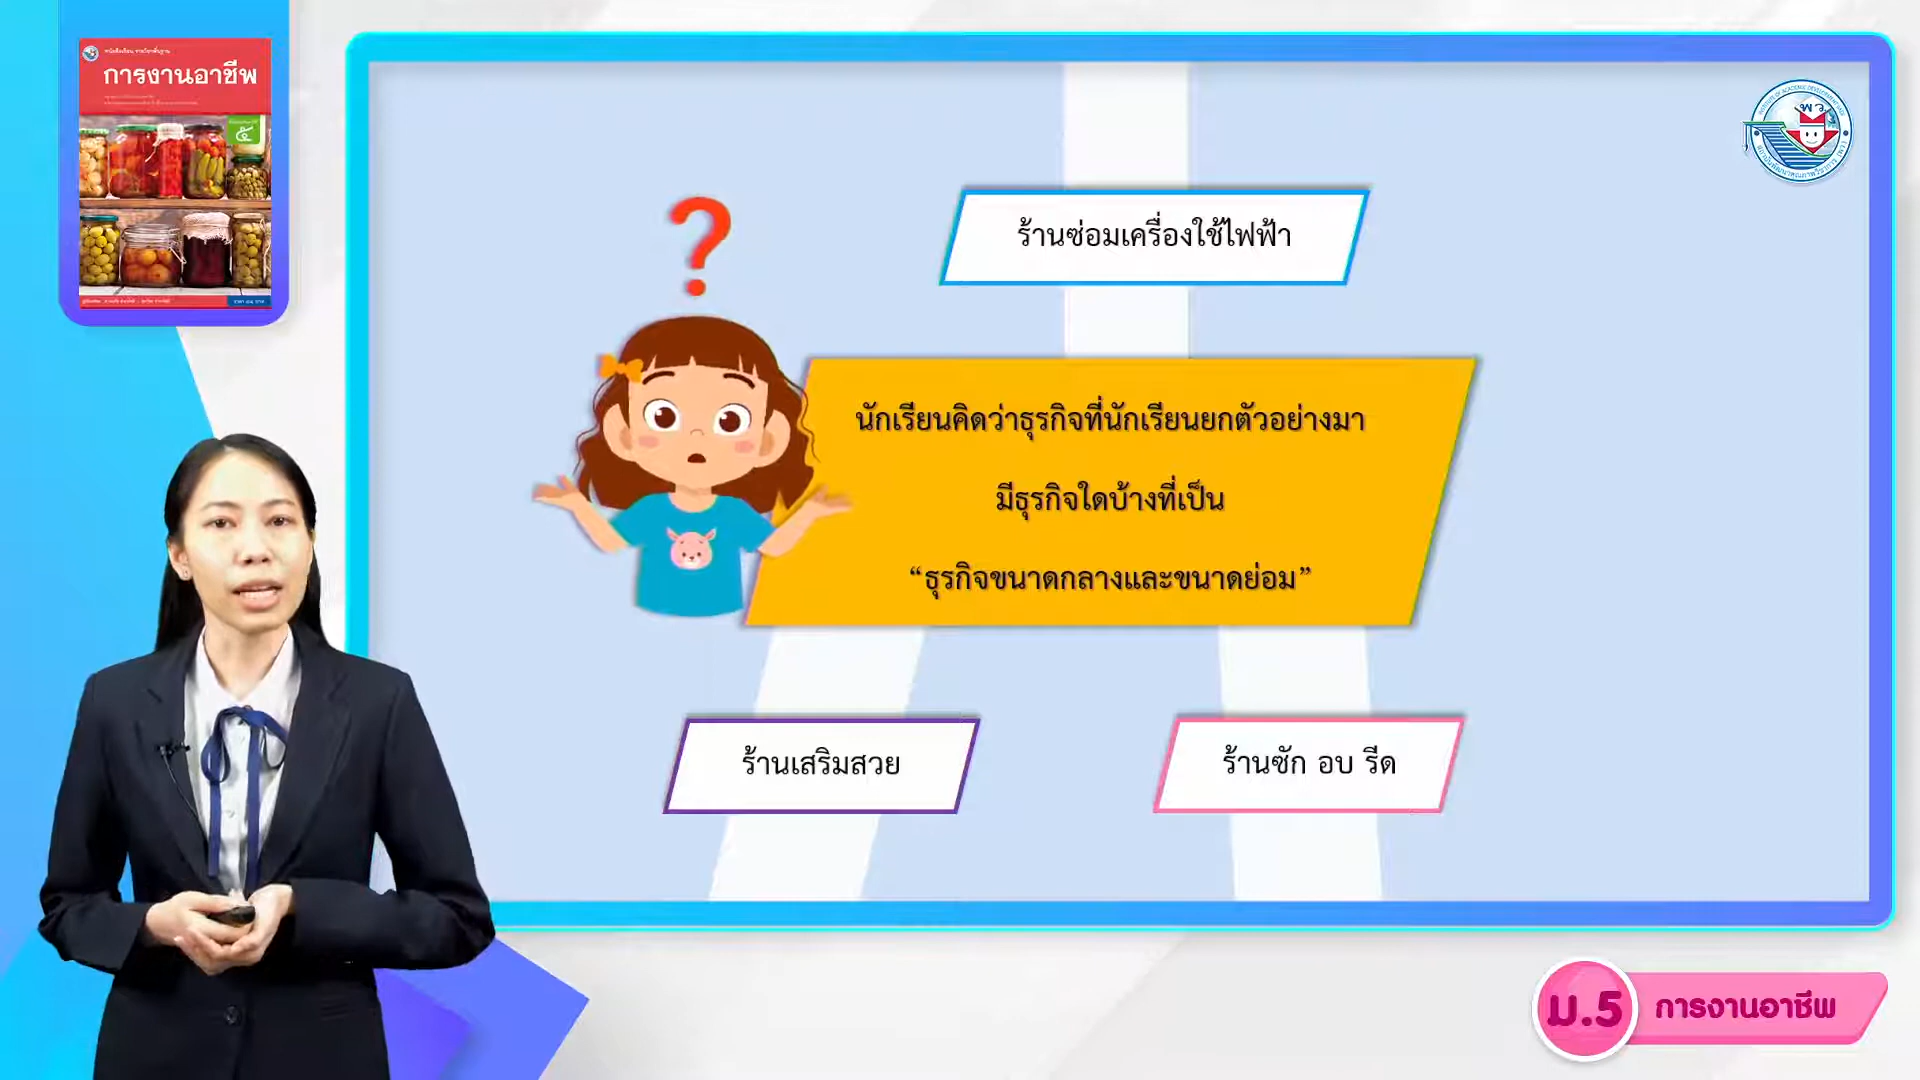 การงานอาชีพ
๕
พว
ร้านซ่อมเครื่องใช้ไฟฟ้า
นักเรียนคิดว่าธุรกิจที่นักเรียนยกตัวอย่างมา
มีธุรกิจใดบ้างที่เป็น
“ธุรกิจขนาดกลางและขนาดย่อม”
ร้านเสริมสวย
ร้านซัก อบ รีด
ม.5
การงานอาชีพ